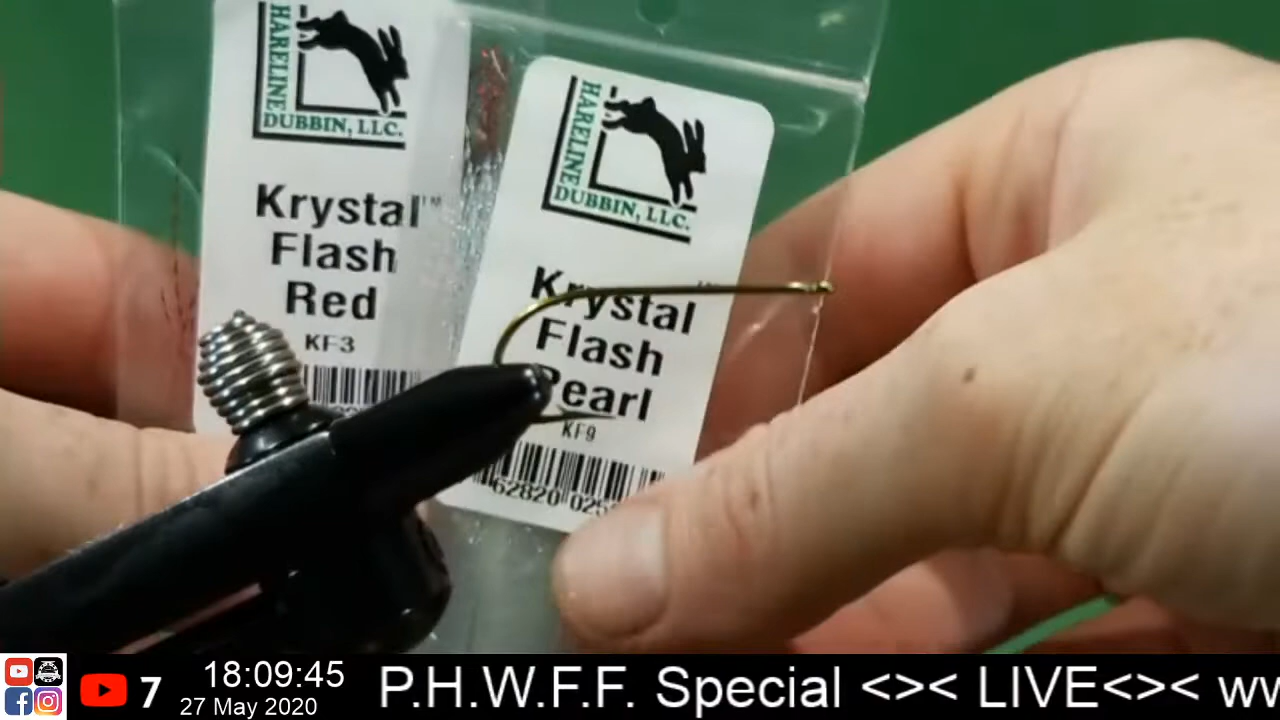 HARELINE
DUBBIN, LLC.
Krystal™
Flash
Red
KF3
HARELINE
DUBBIN, LLC.
Krystal
Flash
Pearl
KF9
62820
7
18:09:45
27 May 2020
P.H.W.F.F. Special <>< LIVE<><